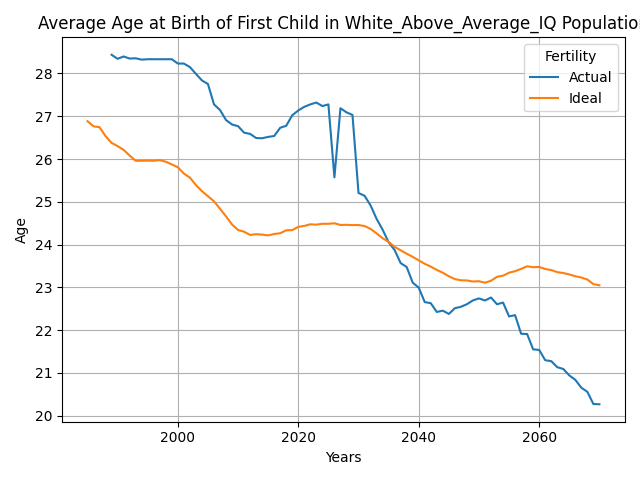 Average Age at Birth of First Child in White_Above_Average_IQ Population
Fertility
Actual
Ideal
28
27
26
25
24
23
22
21
20
Age
2000
2020
2040
2060
Years